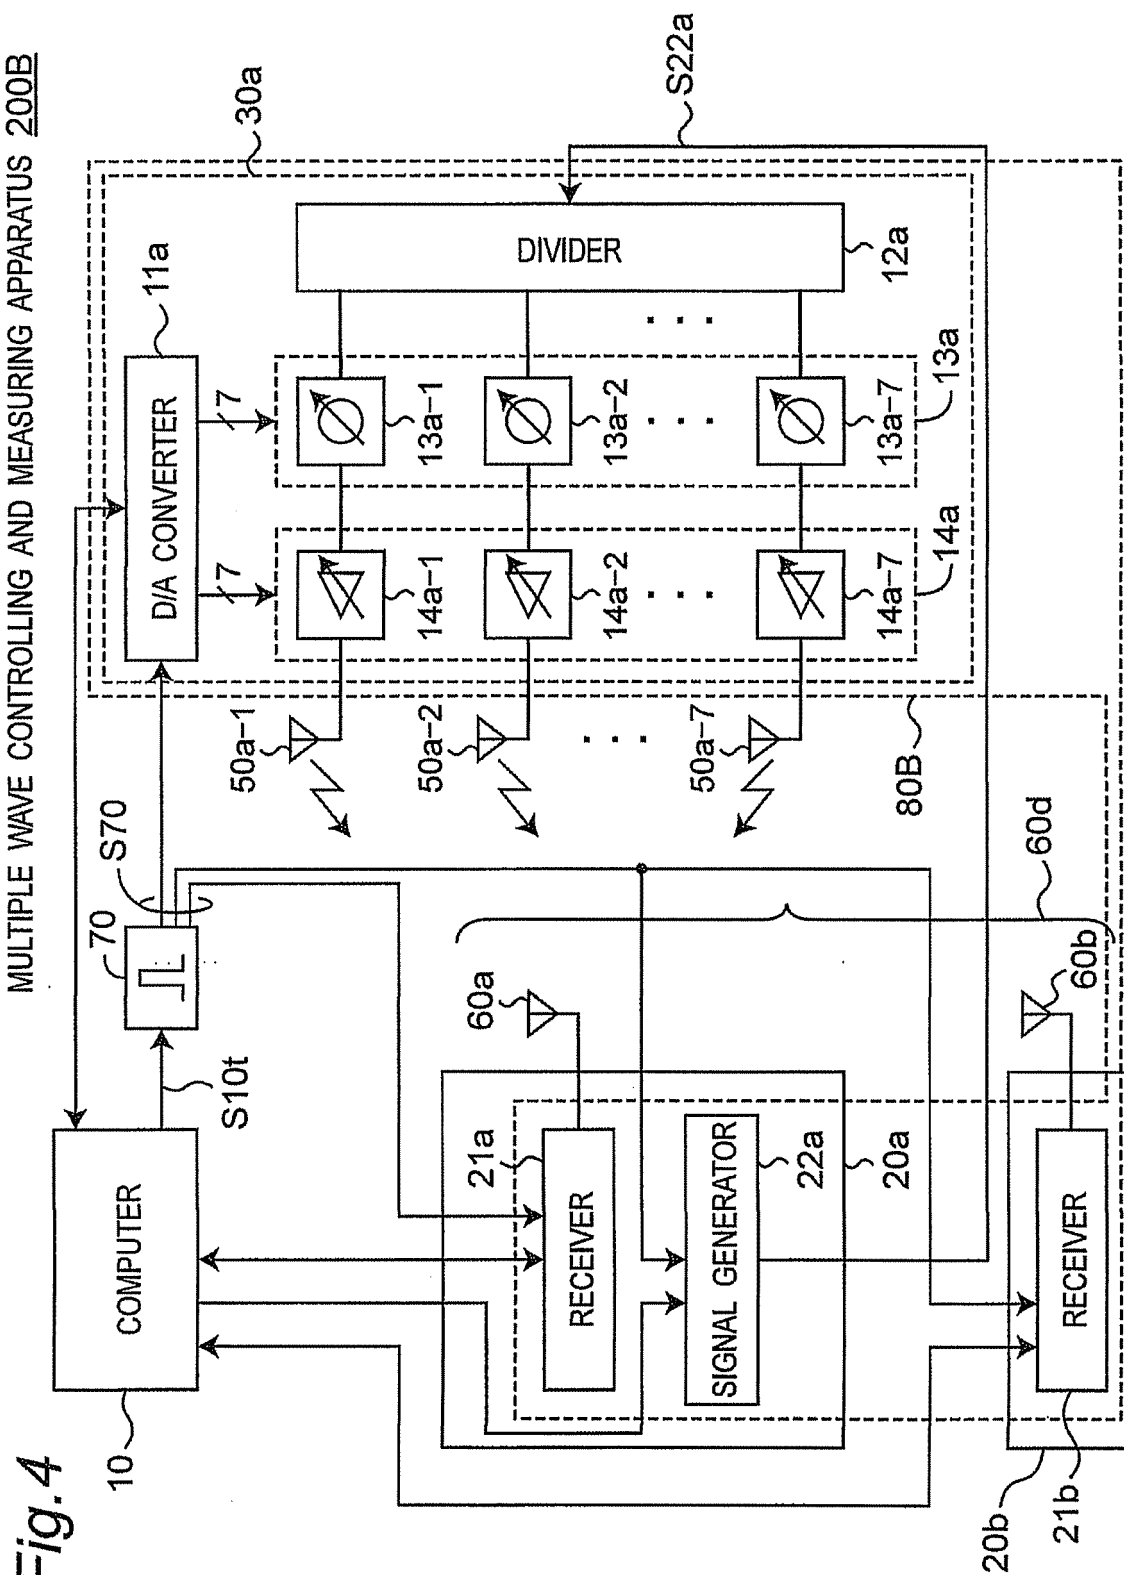 Fig.4
MULTIPLE WAVE CONTROLLING AND MEASURING APPARATUS 200B
10
COMPUTER
S10t
70
S70
D/A CONVERTER
11a
30a
7
7
50a-1
14a-1
13a-1
50a-2
14a-2
13a-2
50a-7
14a-7
13a-7
14a
13a
DIVIDER
12a
S22a
80B
60d
60a
21a
RECEIVER
SIGNAL GENERATOR
22a
20a
60b
RECEIVER
20b
21b